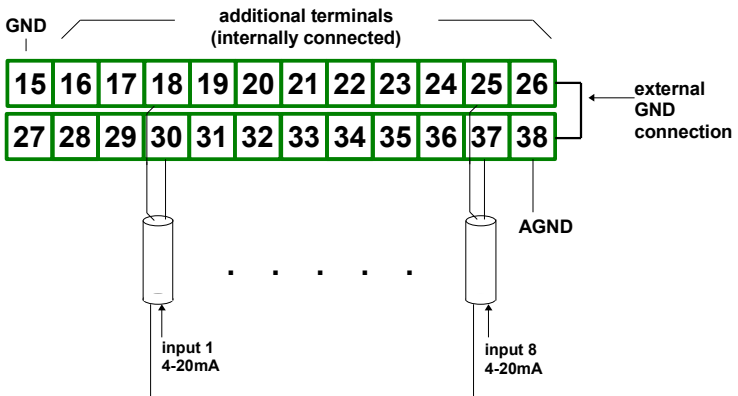 additional terminals
(internally connected)
GND
15 16 17 18 19 20 21 22 23 24 25 26
27 28 29 30 31 32 33 34 35 36 37 38
external
GND
connection
AGND
input 1
4-20mA
input 8
4-20mA